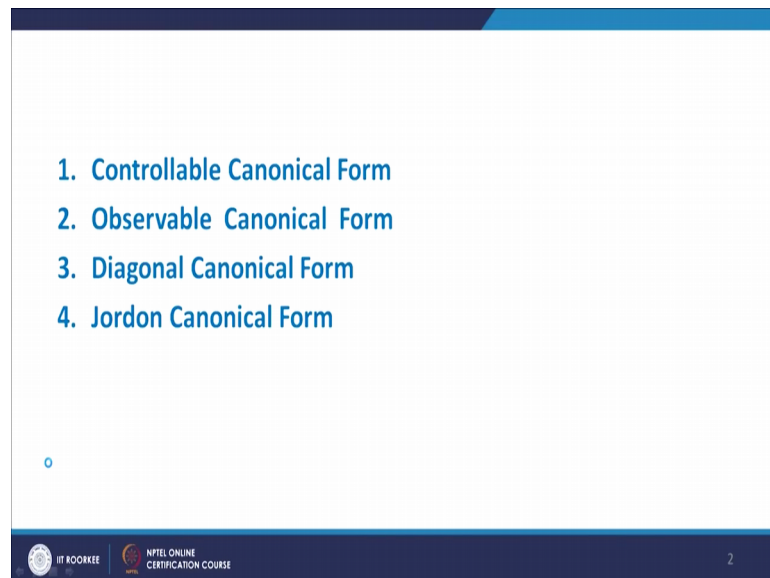 1. Controllable Canonical Form
2. Observable Canonical Form
3. Diagonal Canonical Form
4. Jordon Canonical Form
IIT ROORKEE
NPTEL ONLINE
CERTIFICATION COURSE
2